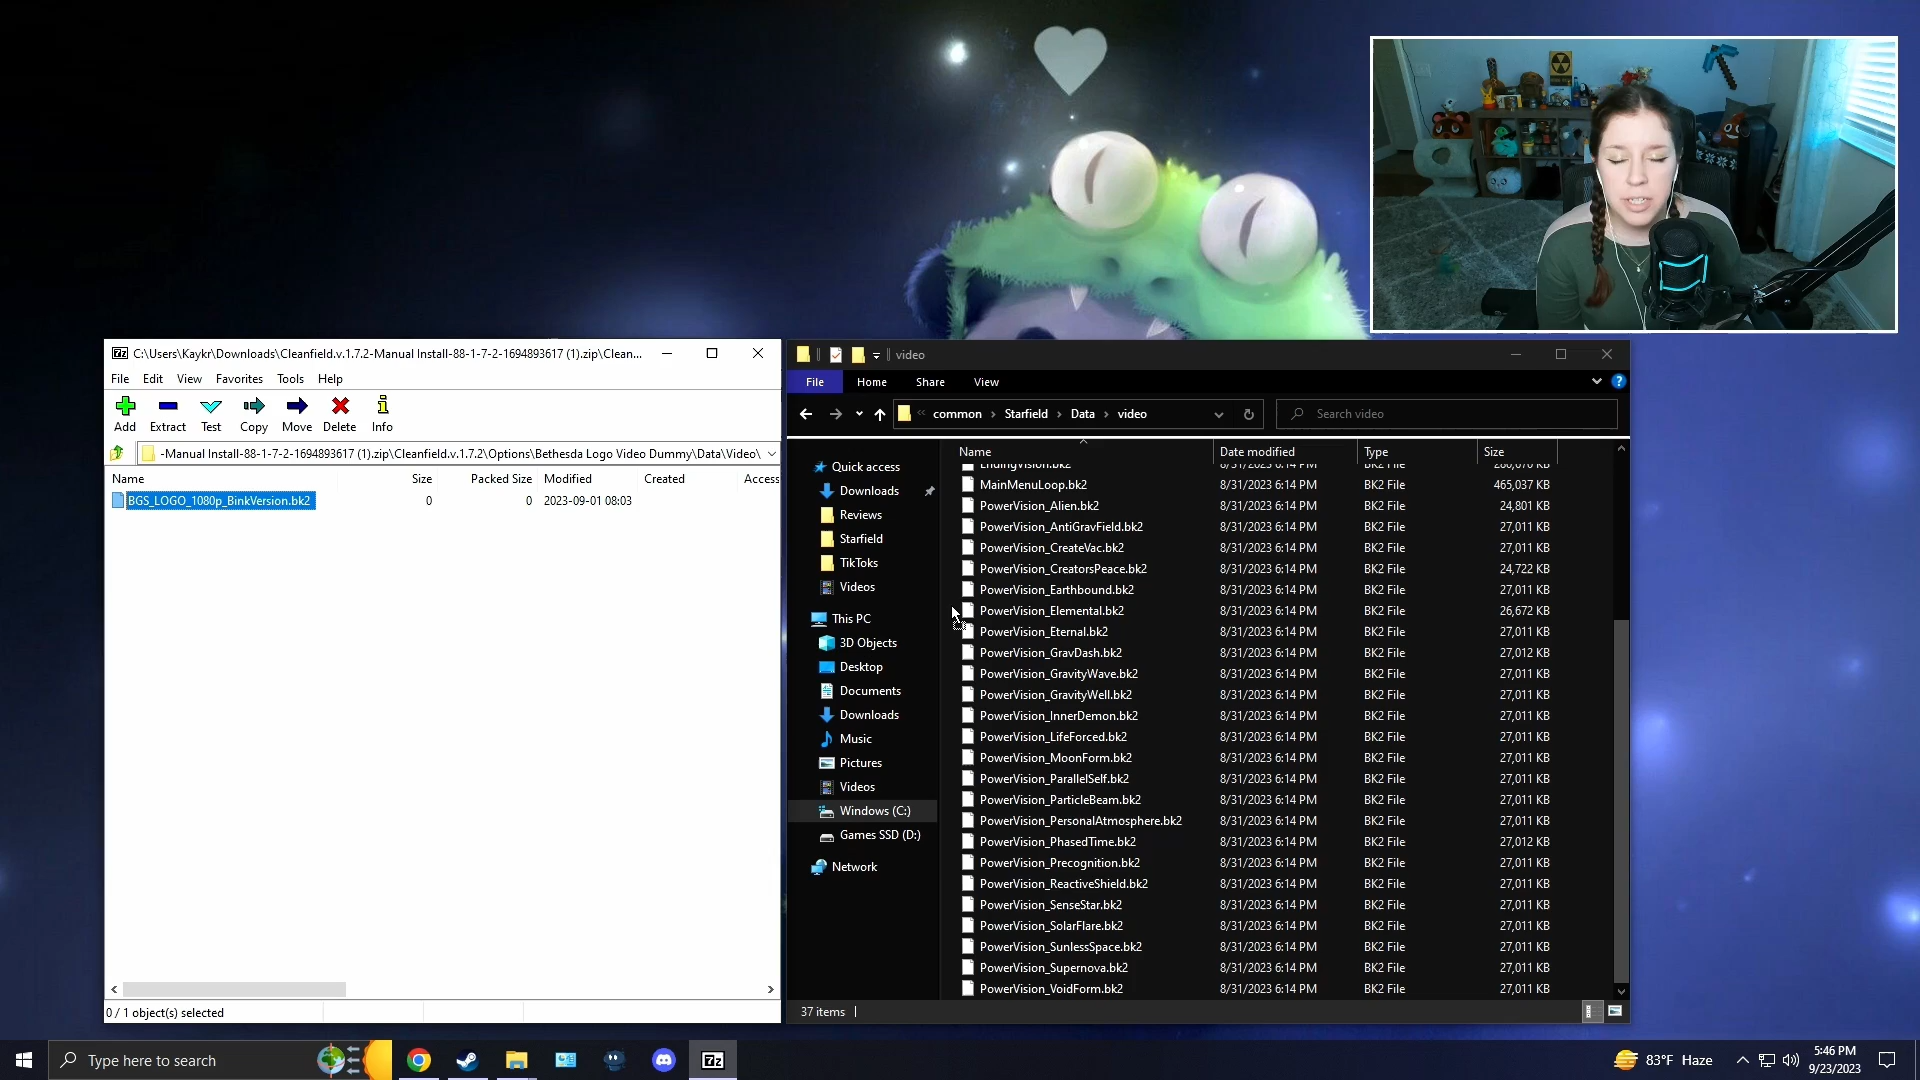 C:\Users\Kaykr\Downloads\Cleanfield.v.1.7.2-Manual Install-88-1-7-2-1694893617 (1).zip\Clean...
File Edit View Favorites Tools Help
Add Extract Test Copy Move Delete Info
-Manual Install-88-1-7-2-1694893617 (1).zip\Cleanfield.v.1.7.2\Options\Bethesda Logo Video Dummy\Data\Video\
Name Size Packed Size Modified Created Access
BGS_LOGO_1080p_BinkVersion.bk2 0 0 2023-09-01 08:03
0 / 1 object(s) selected
video
File Home Share View
common Starfield Data video Search video
Quick access
Downloads
Reviews
Starfield
TikToks
Videos
This PC
3D Objects
Desktop
Documents
Downloads
Music
Pictures
Videos
Windows (C:)
Games SSD (D:)
Network
Name Date modified Type Size
EndingVision.bk2 8/31/2023 6:14 PM BK2 File
MainMenuLoop.bk2 8/31/2023 6:14 PM BK2 File 465,037 KB
PowerVision_Alien.bk2 8/31/2023 6:14 PM BK2 File 24,801 KB
PowerVision_AntiGravField.bk2 8/31/2023 6:14 PM BK2 File 27,011 KB
PowerVision_CreateVac.bk2 8/31/2023 6:14 PM BK2 File 27,011 KB
PowerVision_CreatorsPeace.bk2 8/31/2023 6:14 PM BK2 File 24,722 KB
PowerVision_Earthbound.bk2 8/31/2023 6:14 PM BK2 File 27,011 KB
PowerVision_Elemental.bk2 8/31/2023 6:14 PM BK2 File 26,672 KB
PowerVision_Eternal.bk2 8/31/2023 6:14 PM BK2 File 27,011 KB
PowerVision_GravDash.bk2 8/31/2023 6:14 PM BK2 File 27,012 KB
PowerVision_GravityWave.bk2 8/31/2023 6:14 PM BK2 File 27,011 KB
PowerVision_GravityWell.bk2 8/31/2023 6:14 PM BK2 File 27,011 KB
PowerVision_InnerDemon.bk2 8/31/2023 6:14 PM BK2 File 27,011 KB
PowerVision_LifeForced.bk2 8/31/2023 6:14 PM BK2 File 27,011 KB
PowerVision_MoonForm.bk2 8/31/2023 6:14 PM BK2 File 27,011 KB
PowerVision_ParallelSelf.bk2 8/31/2023 6:14 PM BK2 File 27,011 KB
PowerVision_ParticleBeam.bk2 8/31/2023 6:14 PM BK2 File 27,011 KB
PowerVision_PersonalAtmosphere.bk2 8/31/2023 6:14 PM BK2 File 27,011 KB
PowerVision_PhasedTime.bk2 8/31/2023 6:14 PM BK2 File 27,012 KB
PowerVision_Precognition.bk2 8/31/2023 6:14 PM BK2 File 27,011 KB
PowerVision_ReactiveShield.bk2 8/31/2023 6:14 PM BK2 File 27,011 KB
PowerVision_SenseStar.bk2 8/31/2023 6:14 PM BK2 File 27,011 KB
PowerVision_SolarFlare.bk2 8/31/2023 6:14 PM BK2 File 27,011 KB
PowerVision_SunlessSpace.bk2 8/31/2023 6:14 PM BK2 File 27,011 KB
PowerVision_Supernova.bk2 8/31/2023 6:14 PM BK2 File 27,011 KB
PowerVision_VoidForm.bk2 8/31/2023 6:14 PM BK2 File 27,011 KB
37 items
Type here to search
83°F Haze
5:46 PM
9/23/2023